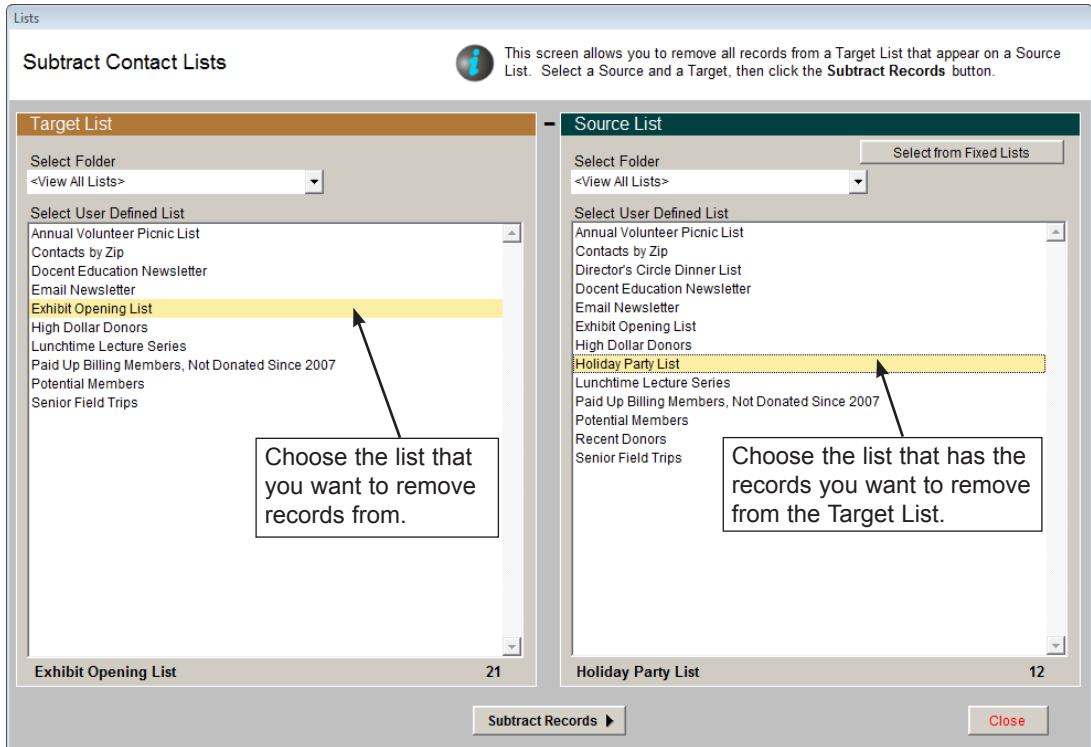 Lists
Subtract Contact Lists
This screen allows you to remove all records from a Target List that appear on a Source
List. Select a Source and a Target, then click the Subtract Records button.
Target List
Select Folder
<View All Lists>
Select User Defined List
Annual Volunteer Picnic List
Contacts by Zip
Docent Education Newsletter
Email Newsletter
Exhibit Opening List
High Dollar Donors
Lunchtime Lecture Series
Paid Up Billing Members, Not Donated Since 2007
Potential Members
Senior Field Trips
Choose the list that
you want to remove
records from.
Exhibit Opening List 21
– Source List
Select from Fixed Lists
Select Folder
<View All Lists>
Select User Defined List
Annual Volunteer Picnic List
Contacts by Zip
Director's Circle Dinner List
Docent Education Newsletter
Email Newsletter
Exhibit Opening List
High Dollar Donors
Holiday Party List
Lunchtime Lecture Series
Paid Up Billing Members, Not Donated Since 2007
Potential Members
Recent Donors
Senior Field Trips
Choose the list that has the
records you want to remove
from the Target List.
Holiday Party List 12
Subtract Records
Close